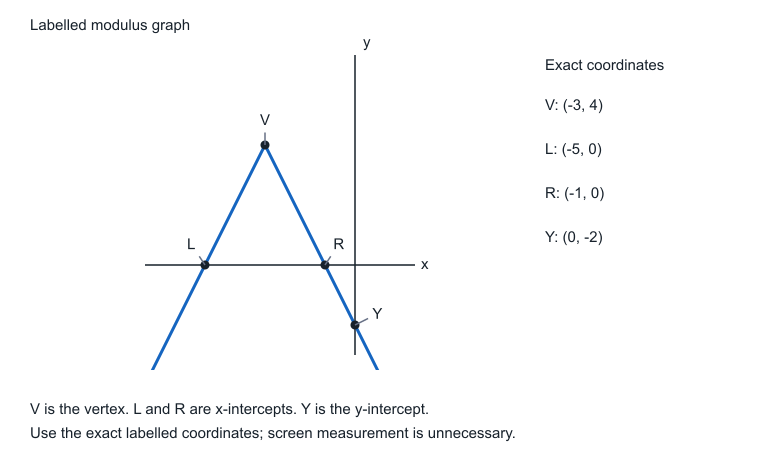 Labelled modulus graph
y
Exact coordinates
V: (-3, 4)
V
L: (-5, 0)
R: (-1, 0)
L
R
Y: (0, -2)
x
Y
V is the vertex. L and R are x-intercepts. Y is the y-intercept.
Use the exact labelled coordinates; screen measurement is unnecessary.